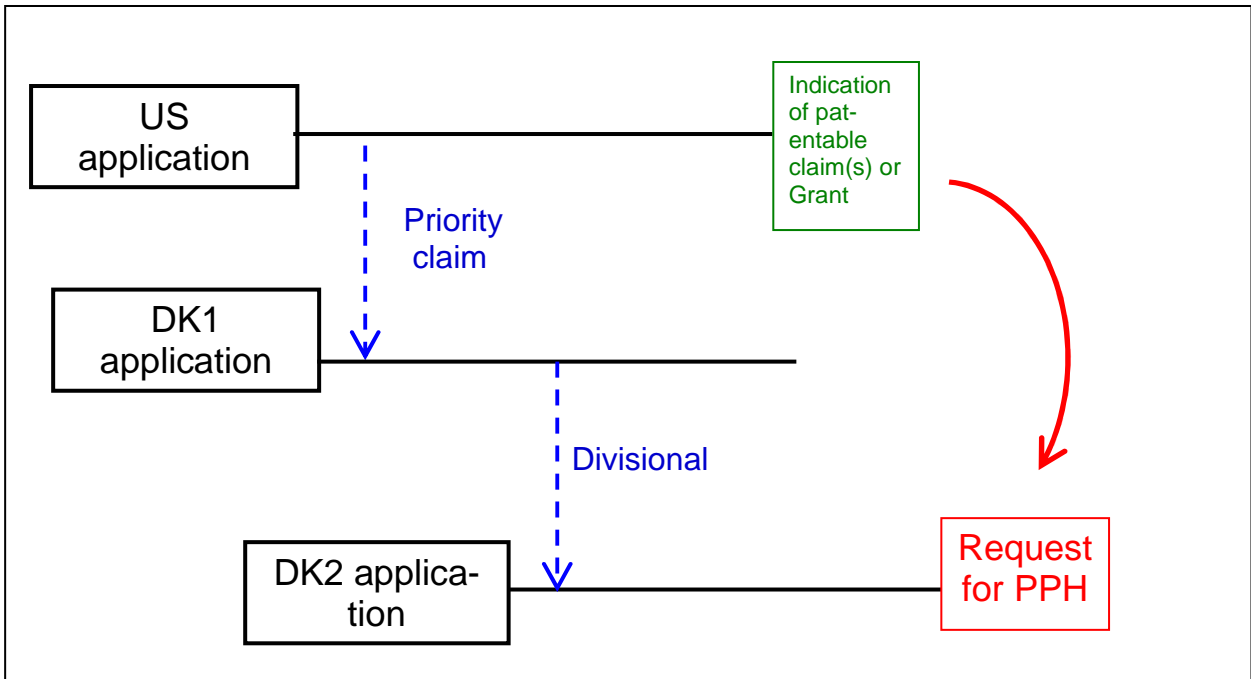 US
application
Indication
of pat-
entable
claim(s) or
Grant
Priority
claim
DK1
application
Divisional
DK2 applica-
tion
Request
for PPH